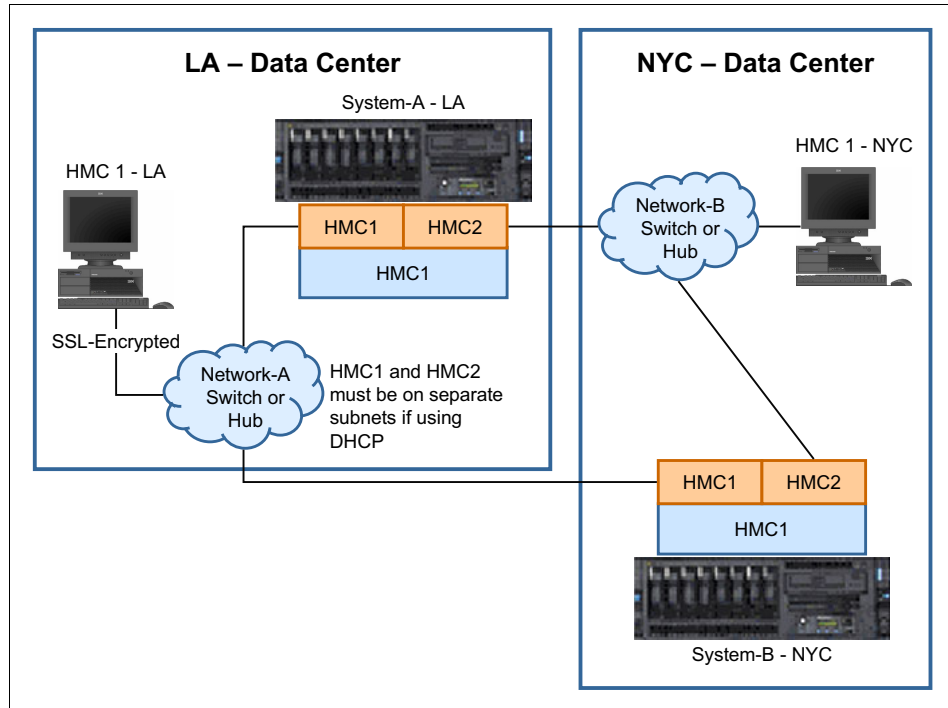 LA – Data Center
System-A - LA
HMC 1 - LA
HMC1
HMC2
HMC1
SSL-Encrypted
Network-A
Switch or
Hub
HMC1 and HMC2
must be on separate
subnets if using
DHCP
NYC – Data Center
HMC 1 - NYC
Network-B
Switch or
Hub
HMC1
HMC2
HMC1
System-B - NYC